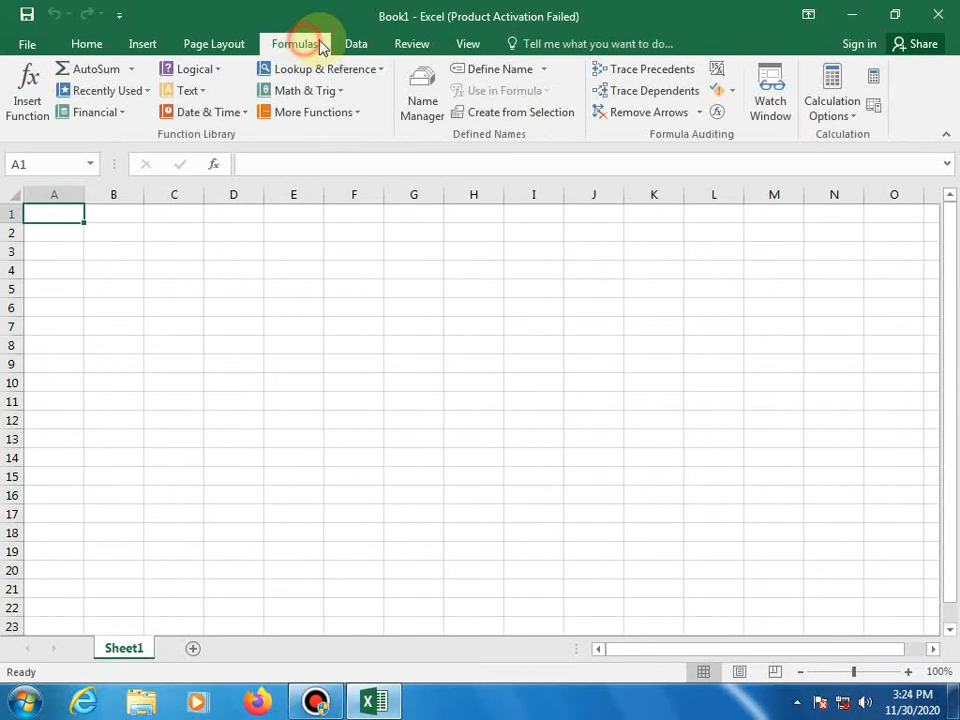 Book1 - Excel (Product Activation Failed)
File Home Insert Page Layout Formulas Data Review View Tell me what you want to do... Sign in Share
AutoSum Logical Lookup & Reference Define Name Trace Precedents
Recently Used Text Math & Trig Use in Formula Trace Dependents
Financial Date & Time More Functions Create from Selection Remove Arrows
Insert Function
Name Manager
Watch Window
Calculation Options
Function Library Defined Names Formula Auditing Calculation
A1 fx
A B C D E F G H I J K L M N O
1
2
3
4
5
6
7
8
9
10
11
12
13
14
15
16
17
18
19
20
21
22
23
Sheet1
Ready 100%
3:24 PM
11/30/2020